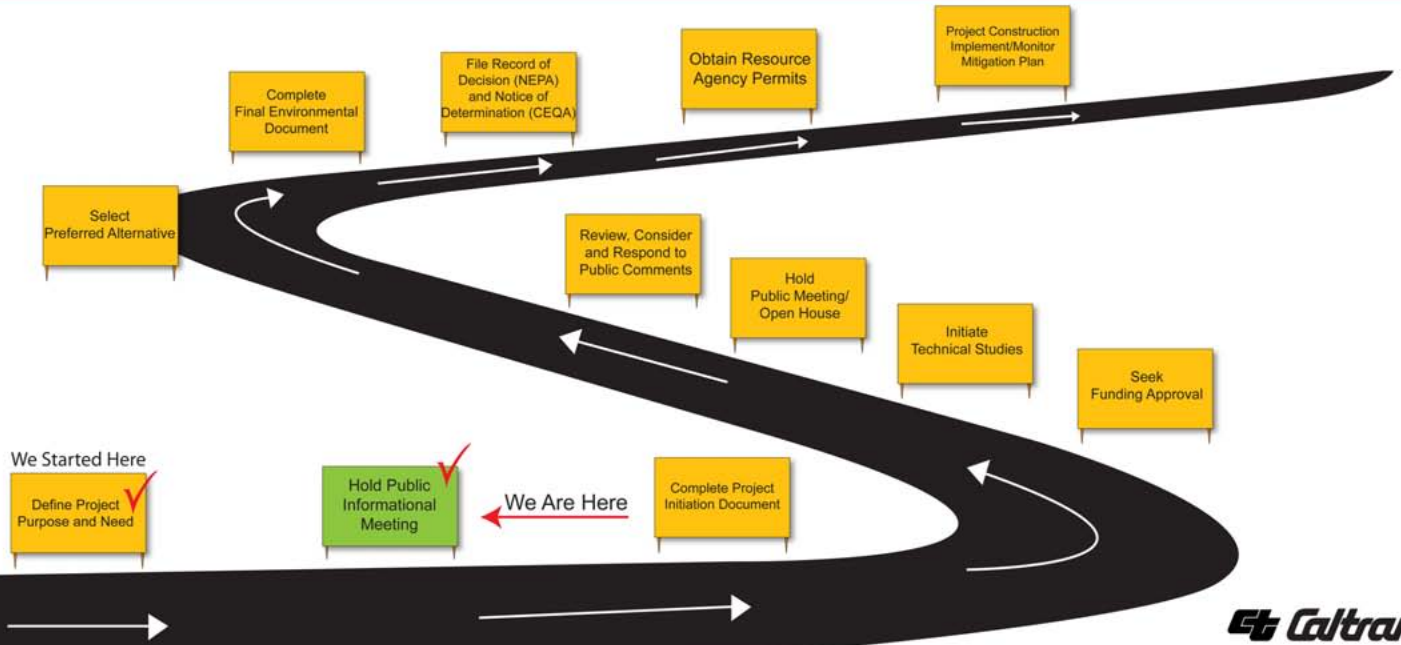 We Started Here
Define Project
Purpose and Need
Hold Public
Informational
Meeting
We Are Here
Complete Project
Initiation Document
Seek
Funding Approval
Initiate
Technical Studies
Hold
Public Meeting/
Open House
Review, Consider
and Respond to
Public Comments
Select
Preferred Alternative
Complete
Final Environmental
Document
File Record of
Decision (NEPA)
and Notice of
Determination (CEQA)
Obtain Resource
Agency Permits
Project Construction
Implement/Monitor
Mitigation Plan
ct Caltra